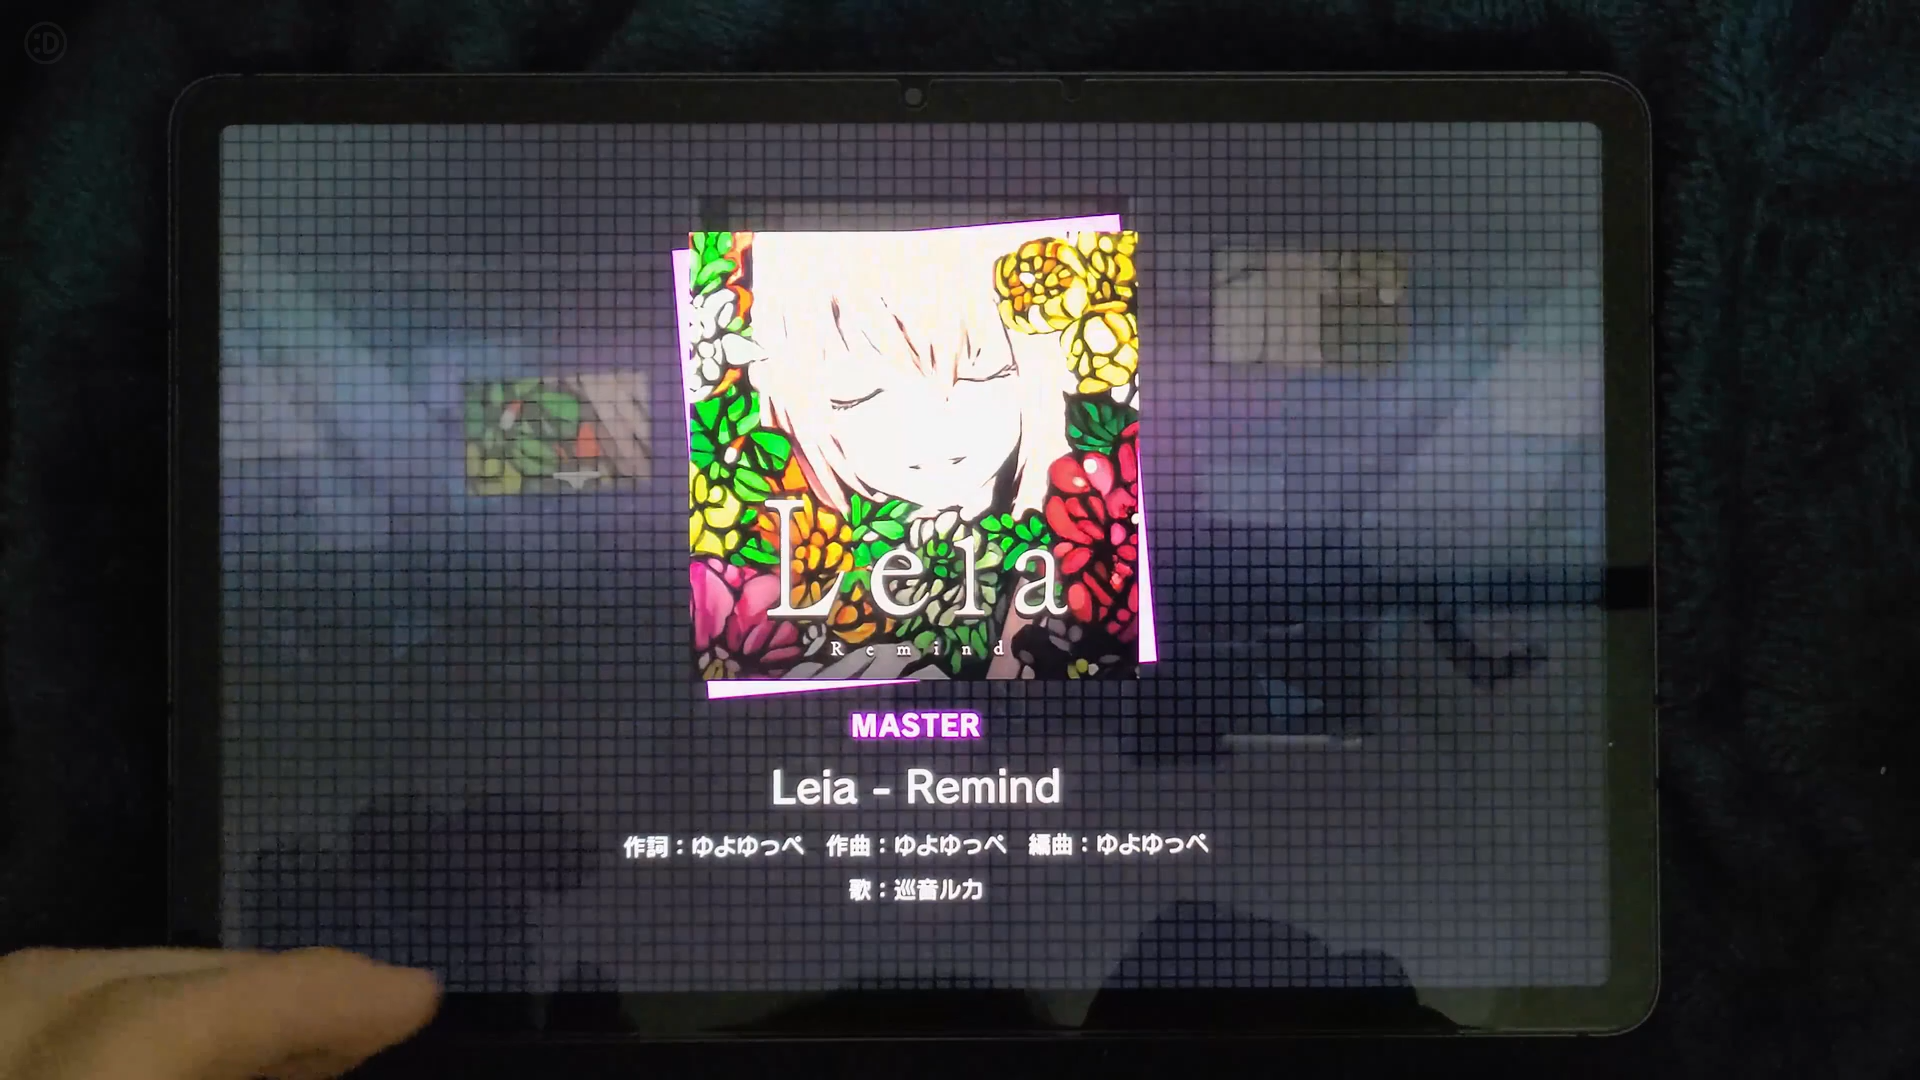 :D
Leia
Remind
MASTER
Leia - Remind
作詞：ゆよゆっぺ 作曲：ゆよゆっぺ 編曲：ゆよゆっぺ
歌：巡音ルカ